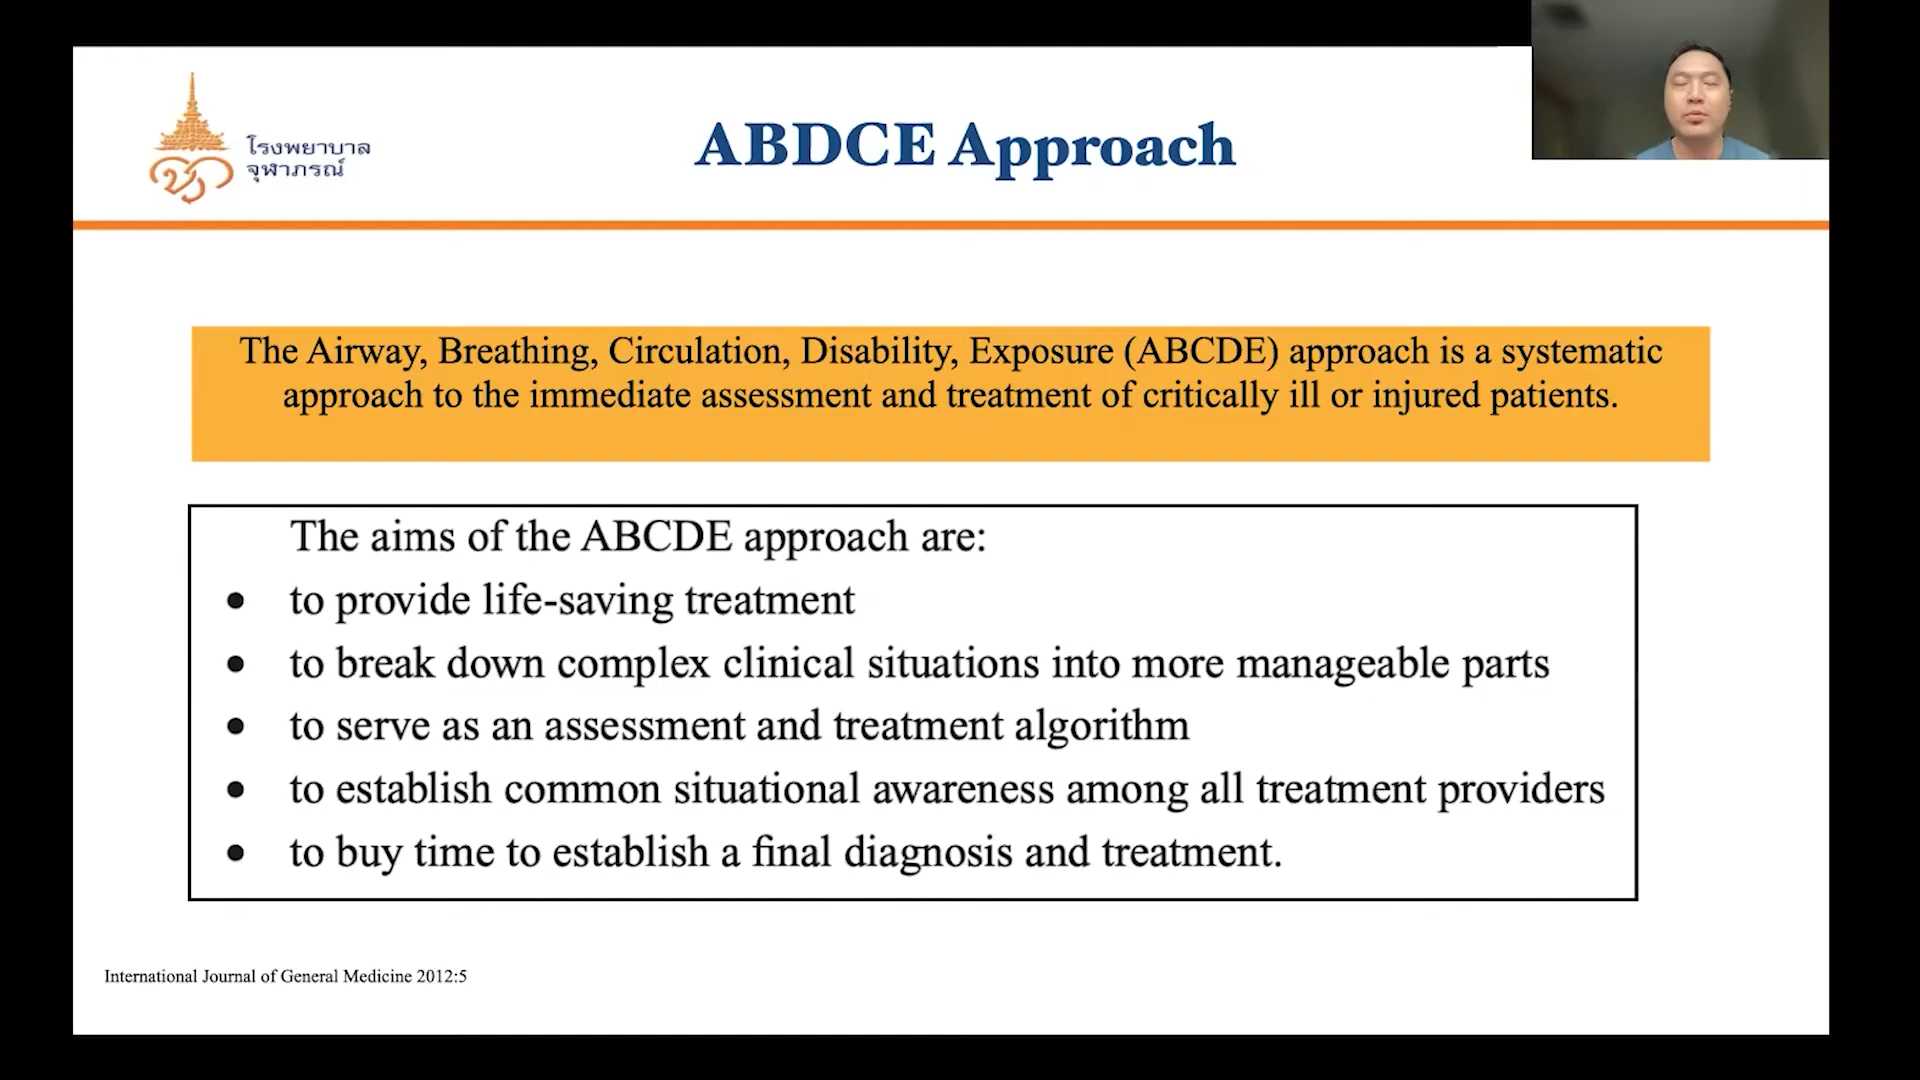 โรงพยาบาล
จุฬาภรณ์
ABDCE Approach
The Airway, Breathing, Circulation, Disability, Exposure (ABCDE) approach is a systematic
approach to the immediate assessment and treatment of critically ill or injured patients.
The aims of the ABCDE approach are:
• to provide life-saving treatment
• to break down complex clinical situations into more manageable parts
• to serve as an assessment and treatment algorithm
• to establish common situational awareness among all treatment providers
• to buy time to establish a final diagnosis and treatment.
International Journal of General Medicine 2012:5